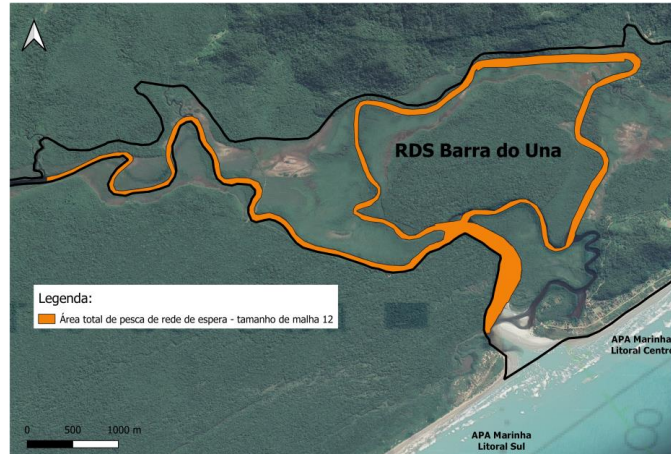 RDS Barra do Una
Legenda:
Área total de pesca de rede de espera - tamanho de malha 12
APA Marinha
Litoral Centro
APA Marinha
Litoral Sul
0 500 1000 m